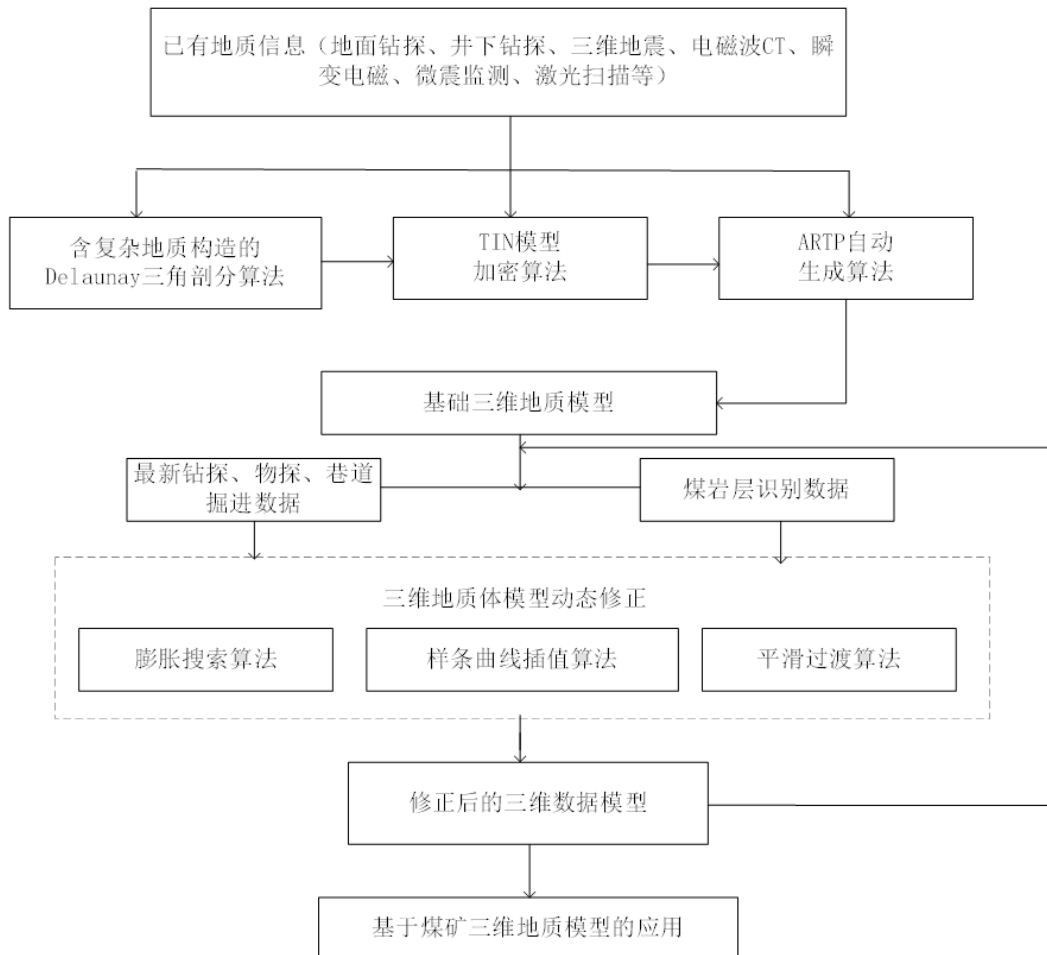 已有地质信息（地面钻探、井下钻探、三维地震、电磁波CT、瞬
变电磁、微震监测、激光扫描等）
含复杂地质构造的
Delaunay三角剖分算法
TIN模型
加密算法
ARTP自动
生成算法
基础三维地质模型
最新钻探、物探、巷道
掘进数据
煤岩层识别数据
三维地质体模型动态修正
膨胀搜索算法
样条曲线插值算法
平滑过渡算法
修正后的三维数据模型
基于煤矿三维地质模型的应用